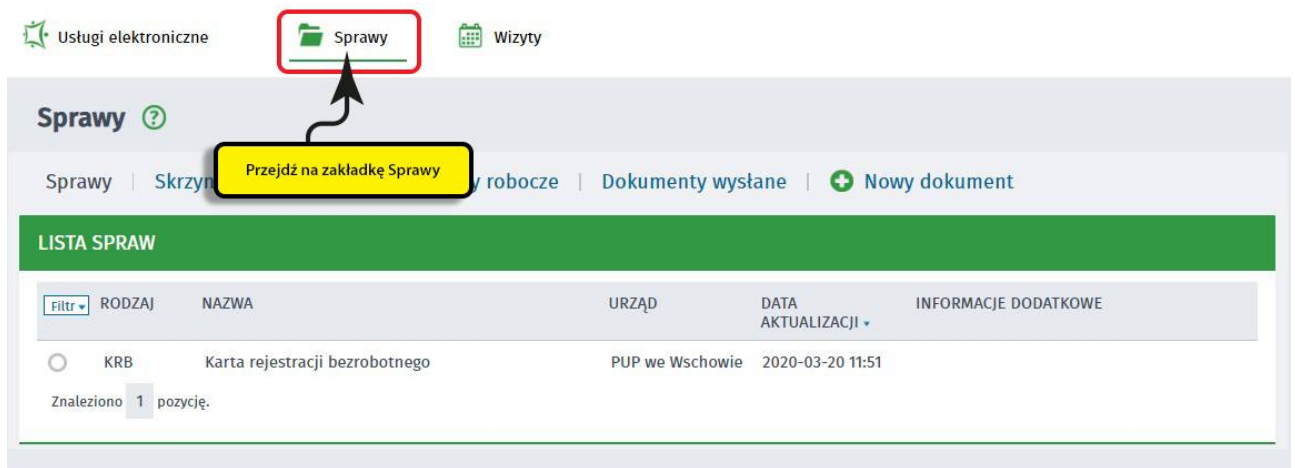 Usługi elektroniczne Sprawy Wizyty
Sprawy ?
Przejdź na zakładkę Sprawy
Sprawy | robocze | Dokumenty wysłane | Nowy dokument
LISTA SPRAW
Filtr RODZAJ NAZWA URZĄD DATA AKTUALIZACJI INFORMACJE DODATKOWE
KRB Karta rejestracji bezrobotnego PUP we Wschowie 2020-03-20 11:51
Znaleziono 1 pozycję.